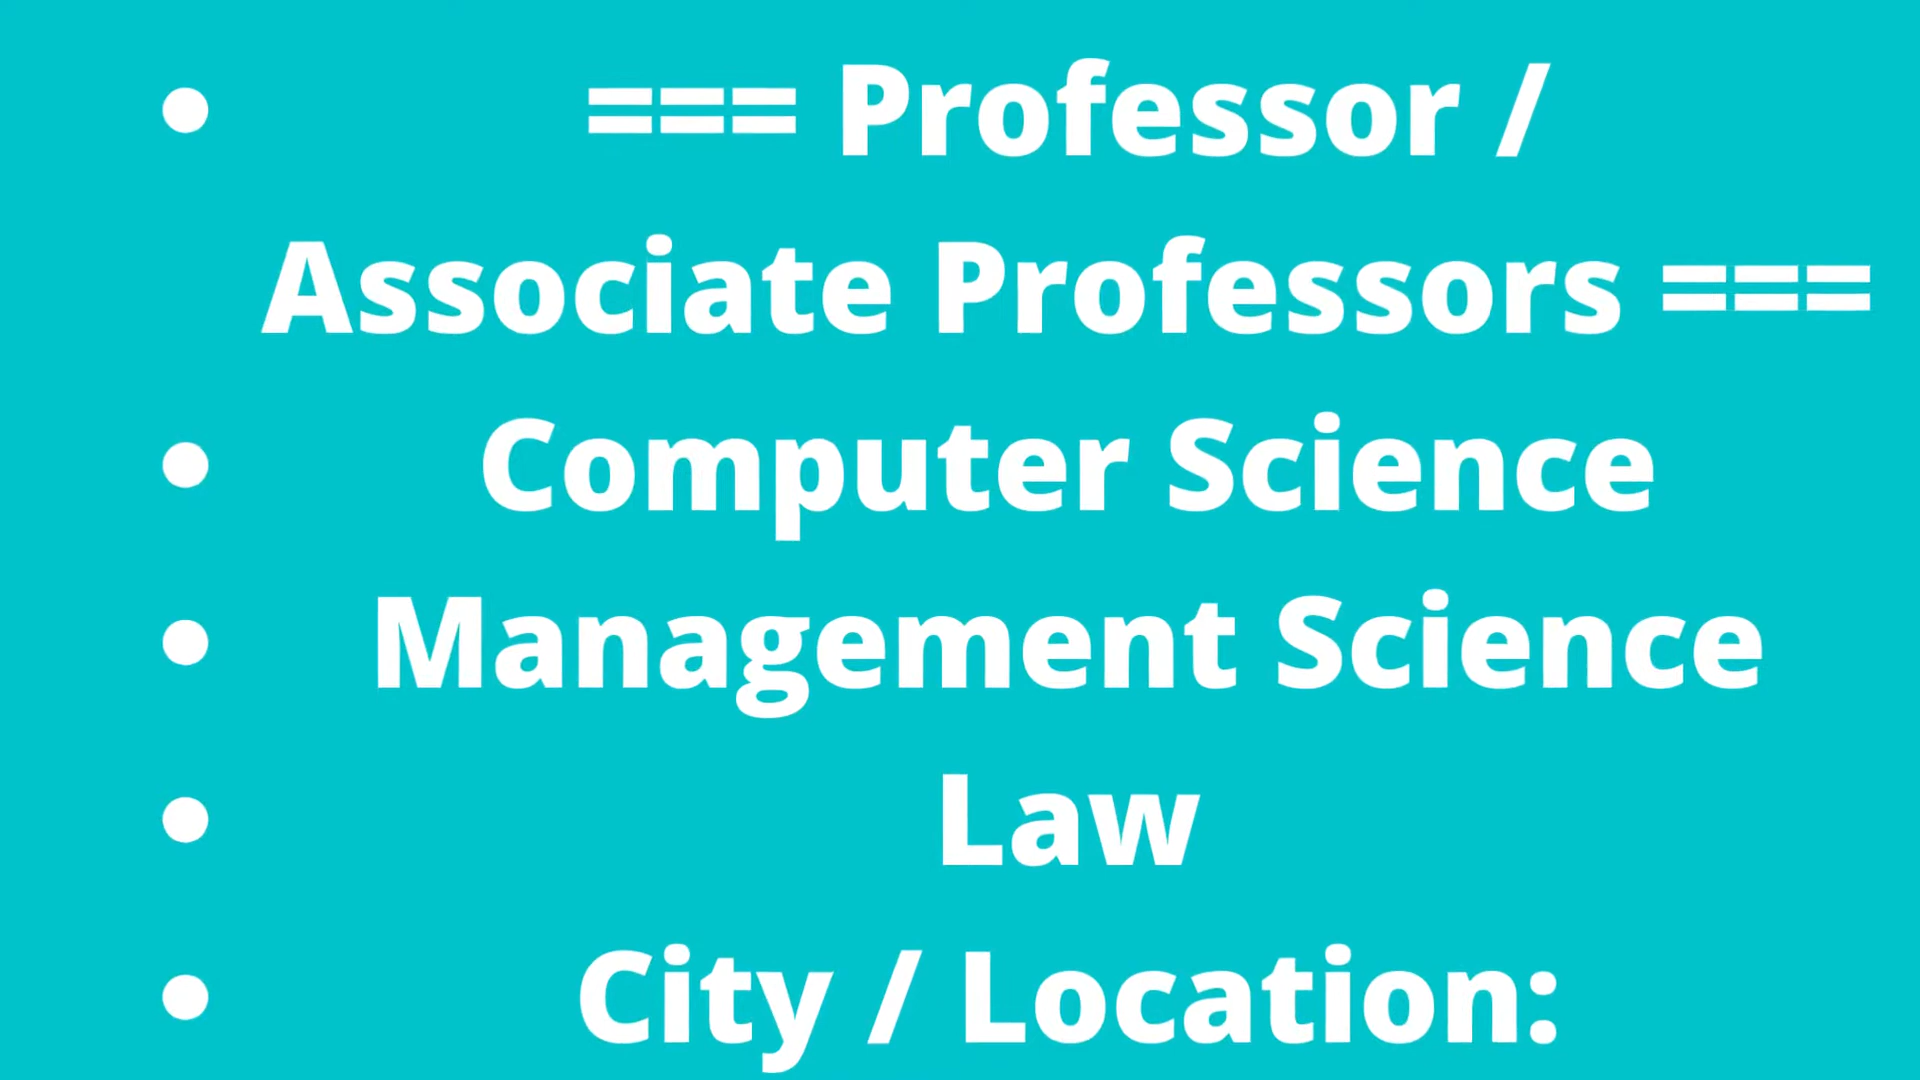 • === Professor /
Associate Professors ===
• Computer Science
• Management Science
• Law
• City / Location: